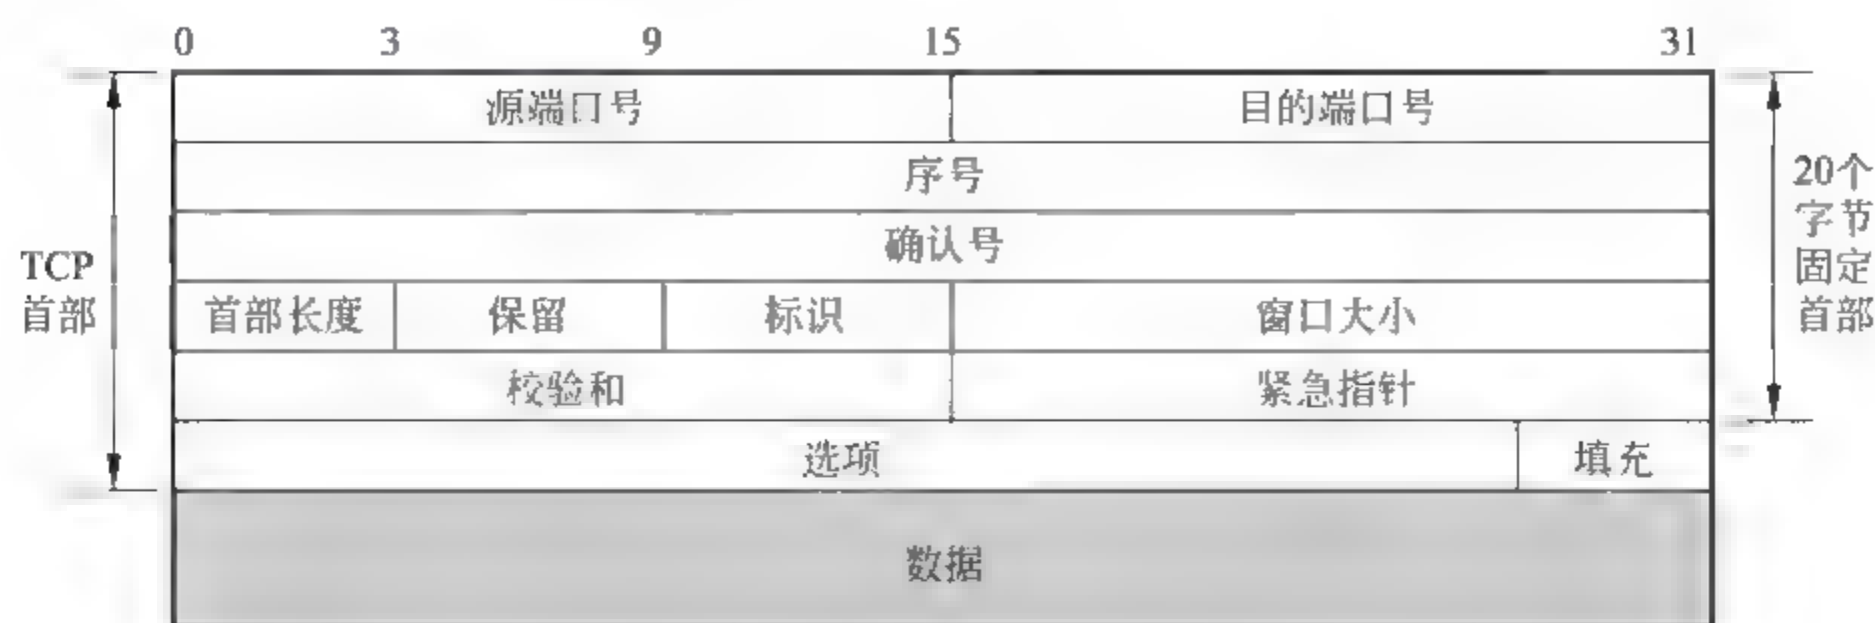 0 3 9 15 31
源端口号 目的端口号
序号
确认号
首部长度 保留 标识 窗口大小
校验和 紧急指针
选项 填充
数据
TCP
首部
20个
字节
固定
首部